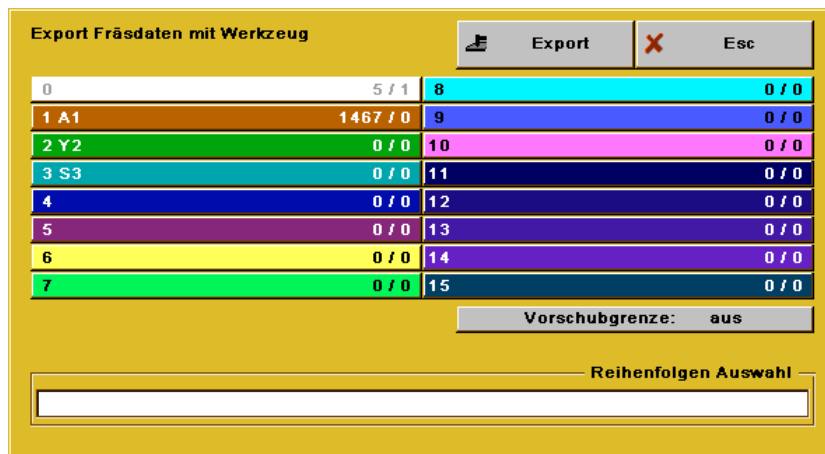 Export Fräsdaten mit Werkzeug
Export
Esc
0 5 / 1
1 A1 1467 / 0
2 Y2 0 / 0
3 S3 0 / 0
4 0 / 0
5 0 / 0
6 0 / 0
7 0 / 0
8 0 / 0
9 0 / 0
10 0 / 0
11 0 / 0
12 0 / 0
13 0 / 0
14 0 / 0
15 0 / 0
Vorschubgrenze: aus
Reihenfolgen Auswahl